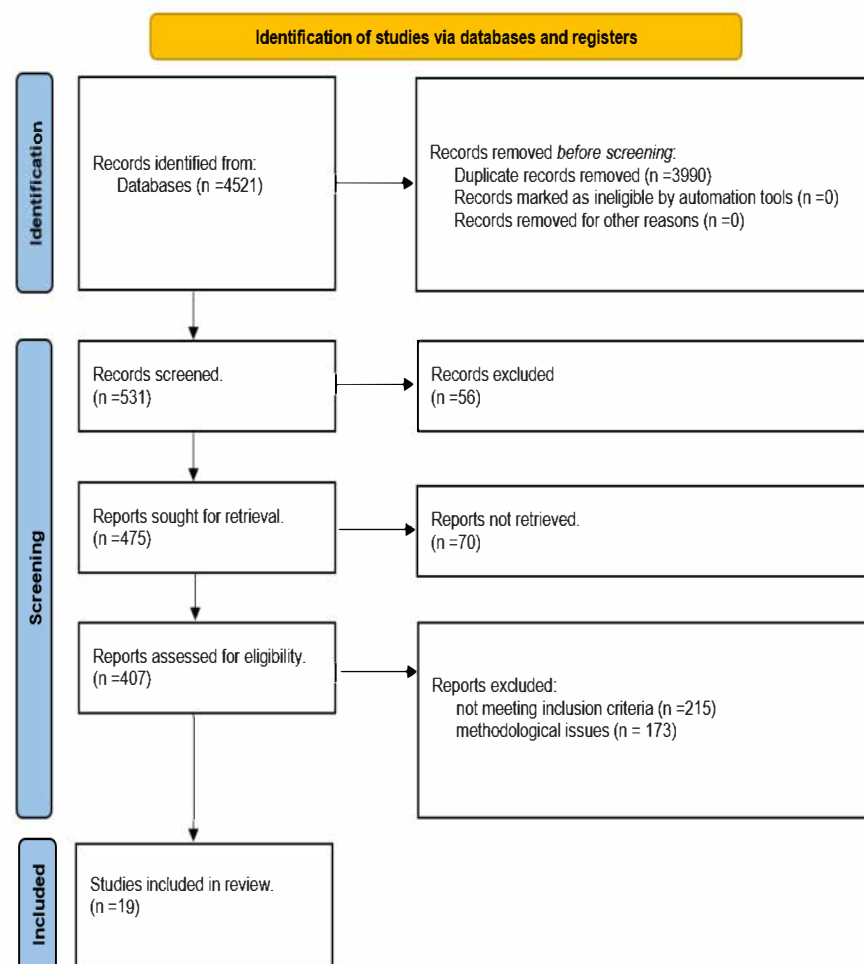 Identification of studies via databases and registers
Identification
Records identified from:
Databases (n =4521)
Records removed before screening:
Duplicate records removed (n =3990)
Records marked as ineligible by automation tools (n =0)
Records removed for other reasons (n =0)
Screening
Records screened.
(n =531)
Records excluded
(n =56)
Reports sought for retrieval.
(n =475)
Reports not retrieved.
(n =70)
Reports assessed for eligibility.
(n =407)
Reports excluded:
not meeting inclusion criteria (n =215)
methodological issues (n = 173)
Included
Studies included in review.
(n =19)